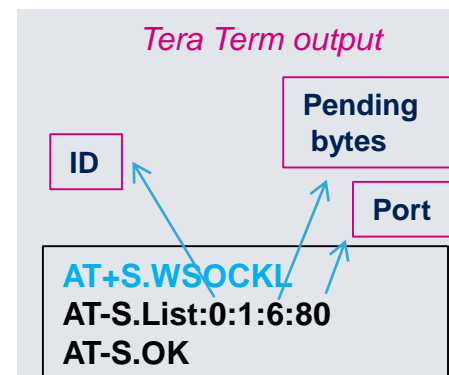 Tera Term output
Pending
bytes
ID
Port
AT+S.WSOCKL
AT-S.List:0:1:6:80
AT-S.OK